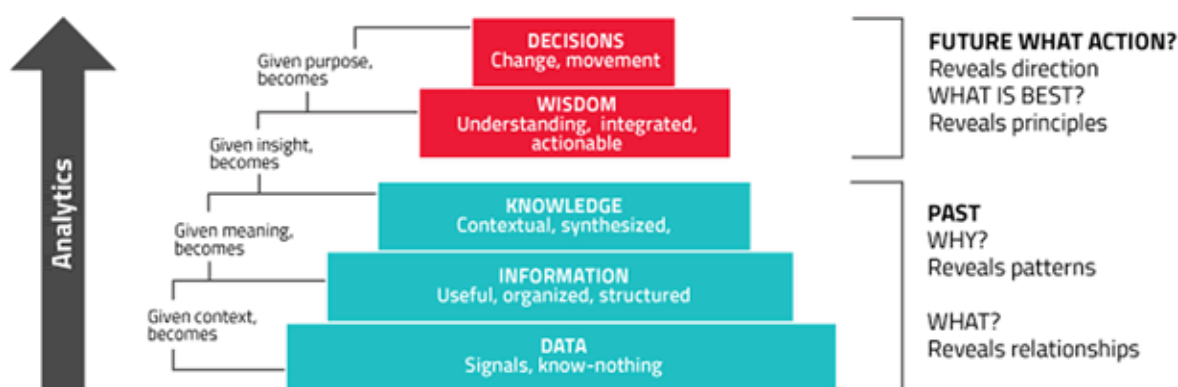 Analytics
DECISIONS
Change, movement
Given purpose,
becomes
WISDOM
Understanding, integrated,
actionable
Given insight,
becomes
KNOWLEDGE
Contextual, synthesized,
Given meaning,
becomes
INFORMATION
Useful, organized, structured
Given context,
becomes
DATA
Signals, know-nothing
FUTURE WHAT ACTION?
Reveals direction
WHAT IS BEST?
Reveals principles
PAST
WHY?
Reveals patterns
WHAT?
Reveals relationships